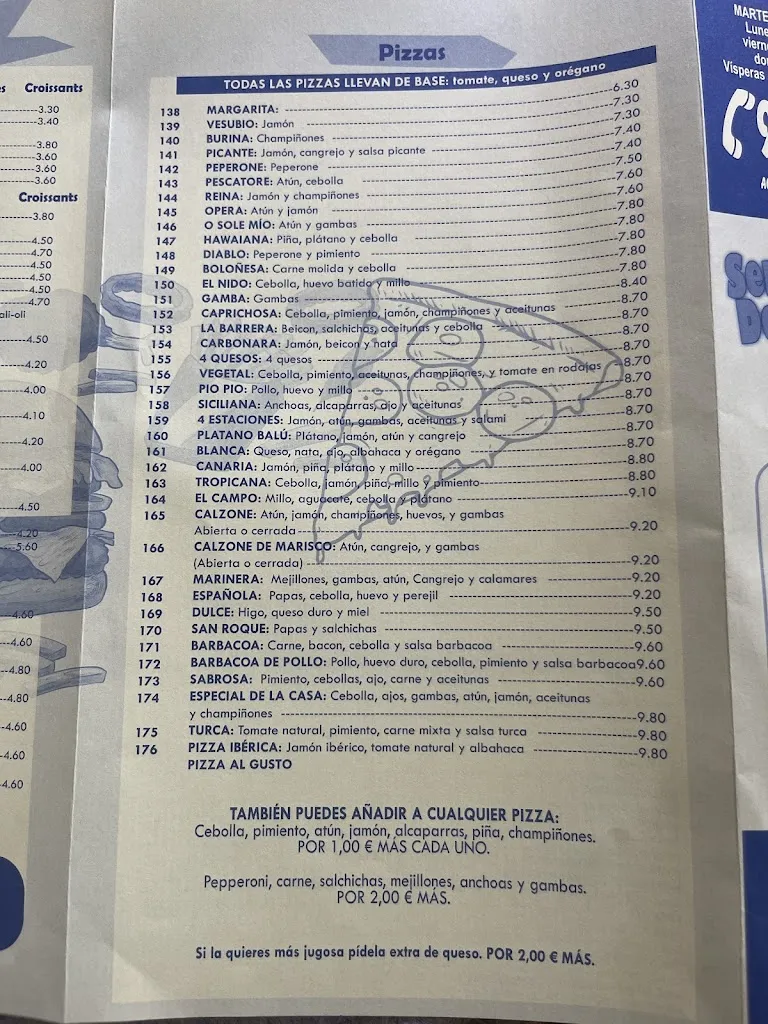 Croissants
3.30
3.40
3.80
3.60
3.60
3.60
Croissants
3.80
4.50
4.70
4.50
4.50
4.50
4.70
ali-oli
4.50
4.20
4.00
4.10
4.20
4.00
4.50
4.20
5.60
4.60
4.60
4.80
4.80
4.60
4.60
4.60
Pizzas
TODAS LAS PIZZAS LLEVAN DE BASE: tomate, queso y orégano
138 MARGARITA: 6.30
139 VESUBIO: Jamón 7.30
140 BURINA: Champiñones 7.30
141 PICANTE: Jamón, cangrejo y salsa picante 7.40
142 PEPERONE: Peperone 7.40
143 PESCATORE: Atún, cebolla 7.50
144 REINA: Jamón y champiñones 7.60
145 OPERA: Atún y jamón 7.60
146 O SOLE MÍO: Atún y gambas 7.80
147 HAWAIANA: Piña, plátano y cebolla 7.80
148 DIABLO: Peperone y pimiento 7.80
149 BOLOÑESA: Carne molida y cebolla 7.80
150 EL NIDO: Cebolla, huevo batido y millo 7.80
151 GAMBA: Gambas 8.40
152 CAPRICHOSA: Cebolla, pimiento, jamón, champiñones y aceitunas 8.70
153 LA BARRERA: Beicon, salchichas, aceitunas y cebolla 8.70
154 CARBONARA: Jamón, beicon y nata 8.70
155 4 QUESOS: 4 quesos 8.70
156 VEGETAL: Cebolla, pimiento, aceitunas, champiñones, y tomate en rodajas 8.70
157 PIO PIO: Pollo, huevo y millo 8.70
158 SICILIANA: Anchoas, alcaparras, ajo y aceitunas 8.70
159 4 ESTACIONES: Jamón, atún, gambas, aceitunas y salami 8.70
160 PLATANO BALÚ: Plátano, jamón, atún y cangrejo 8.70
161 BLANCA: Queso, nata, ajo, albahaca y orégano 8.70
162 CANARIA: Jamón, piña, plátano y millo 8.80
163 TROPICANA: Cebolla, jamón, piña, millo y pimiento 8.80
164 EL CAMPO: Millo, aguacate, cebolla y plátano 9.10
165 CALZONE: Atún, jamón, champiñones, huevos, y gambas
Abierta o cerrada 9.20
166 CALZONE DE MARISCO: Atún, cangrejo, y gambas
(Abierta o cerrada) 9.20
167 MARINERA: Mejillones, gambas, atún, Cangrejo y calamares 9.20
168 ESPAÑOLA: Papas, cebolla, huevo y perejil 9.20
169 DULCE: Higo, queso duro y miel 9.50
170 SAN ROQUE: Papas y salchichas 9.50
171 BARBACOA: Carne, bacon, cebolla y salsa barbacoa 9.60
172 BARBACOA DE POLLO: Pollo, huevo duro, cebolla, pimiento y salsa barbacoa 9.60
173 SABROSA: Pimiento, cebollas, ajo, carne y aceitunas 9.60
174 ESPECIAL DE LA CASA: Cebolla, ajos, gambas, atún, jamón, aceitunas
y champiñones 9.80
175 TURCA: Tomate natural, pimiento, carne mixta y salsa turca 9.80
176 PIZZA IBÉRICA: Jamón ibérico, tomate natural y albahaca 9.80
PIZZA AL GUSTO
TAMBIÉN PUEDES AÑADIR A CUALQUIER PIZZA:
Cebolla, pimiento, atún, jamón, alcaparras, piña, champiñones.
POR 1,00 € MÁS CADA UNO.
Pepperoni, carne, salchichas, mejillones, anchoas y gambas.
POR 2,00 € MÁS.
Si la quieres más jugosa pídela extra de queso. POR 2,00 € MÁS.
MARTE
Lune
viern
do
Vísperas